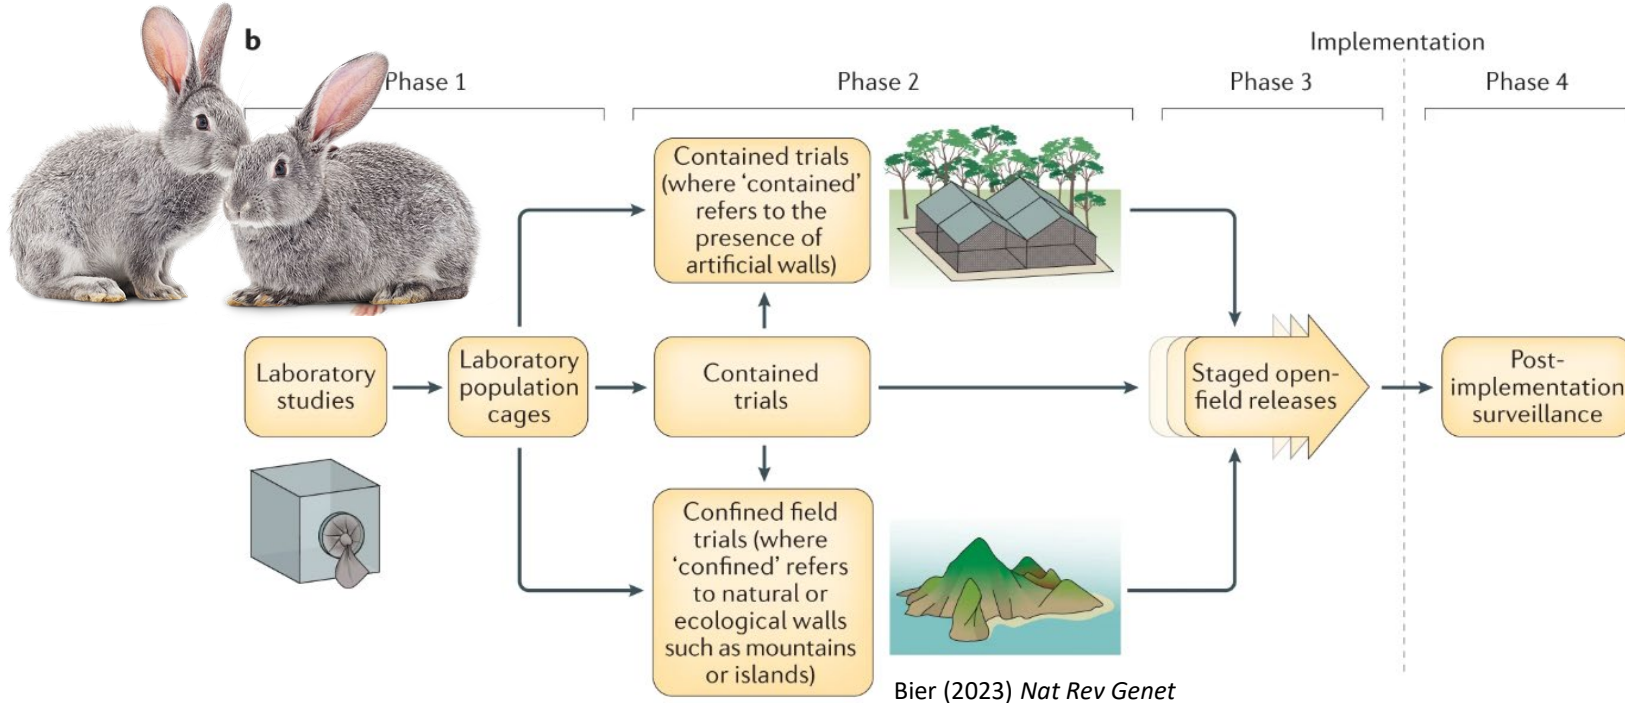 b
Implementation
Phase 1
Phase 2
Phase 3
Phase 4
Contained trials
(where ‘contained’
refers to the
presence of
artificial walls)
Laboratory
studies
Laboratory
population
cages
Contained
trials
Staged open-
field releases
Post-
implementation
surveillance
Confined field
trials (where
‘confined’ refers
to natural or
ecological walls
such as mountains
or islands)
Bier (2023) Nat Rev Genet